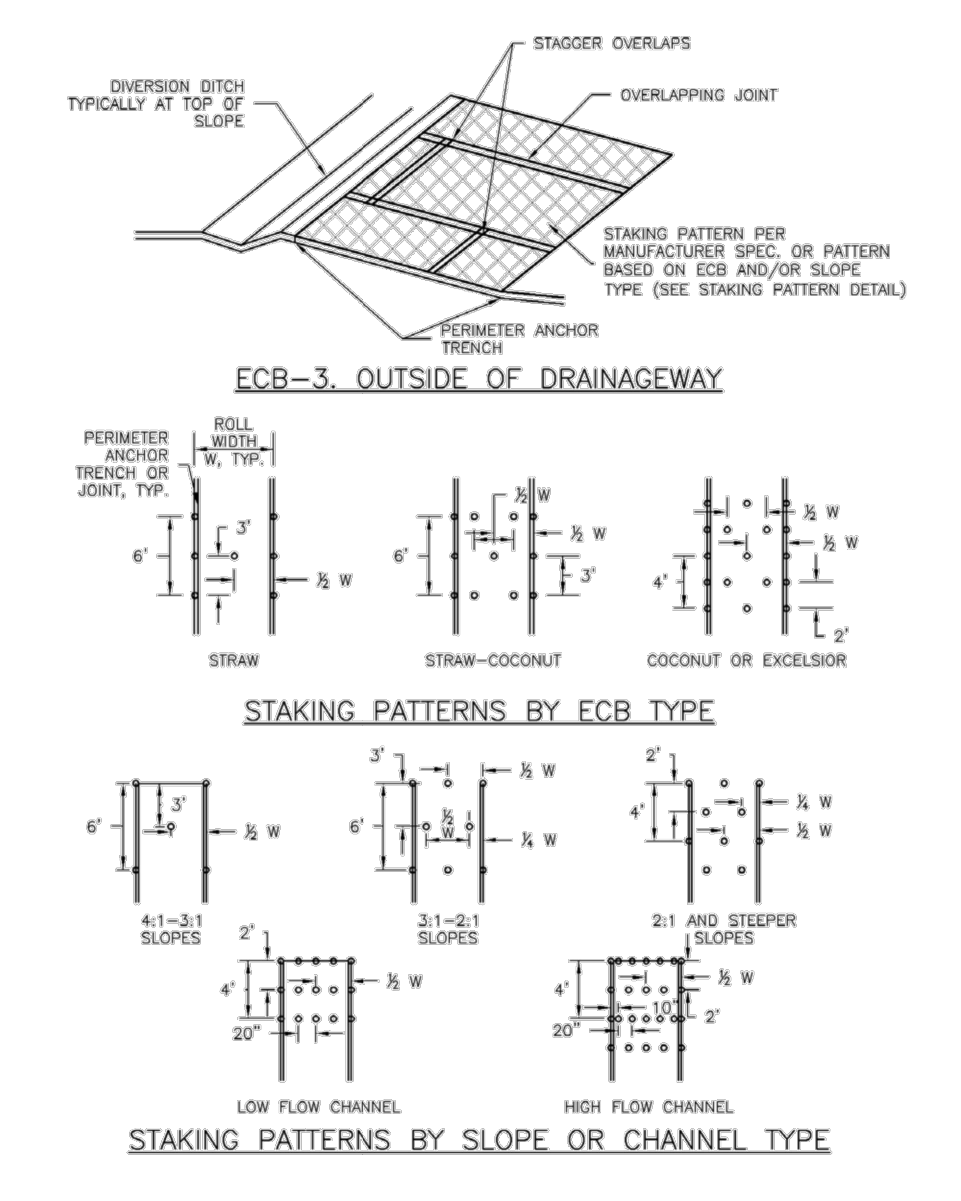 STAGGER OVERLAPS
DIVERSION DITCH
TYPICALLY AT TOP OF
SLOPE
OVERLAPPING JOINT
STAKING PATTERN PER
MANUFACTURER SPEC. OR PATTERN
BASED ON ECB AND/OR SLOPE
TYPE (SEE STAKING PATTERN DETAIL)
PERIMETER ANCHOR
TRENCH
ECB-3. OUTSIDE OF DRAINAGEWAY
PERIMETER
ANCHOR
TRENCH OR
JOINT, TYP.
ROLL
WIDTH
W, TYP.
3'
6'
½ W
STRAW
½ W
½ W
6'
3'
STRAW-COCONUT
½ W
½ W
4'
2'
COCONUT OR EXCELSIOR
STAKING PATTERNS BY ECB TYPE
3'
6'
½ W
4:1-3:1
SLOPES
3'
½ W
6'
½
W
¼ W
3:1-2:1
SLOPES
2'
4'
¼ W
½ W
2:1 AND STEEPER
SLOPES
2'
4'
½ W
20"
LOW FLOW CHANNEL
4'
½ W
10"
20"
2'
HIGH FLOW CHANNEL
STAKING PATTERNS BY SLOPE OR CHANNEL TYPE